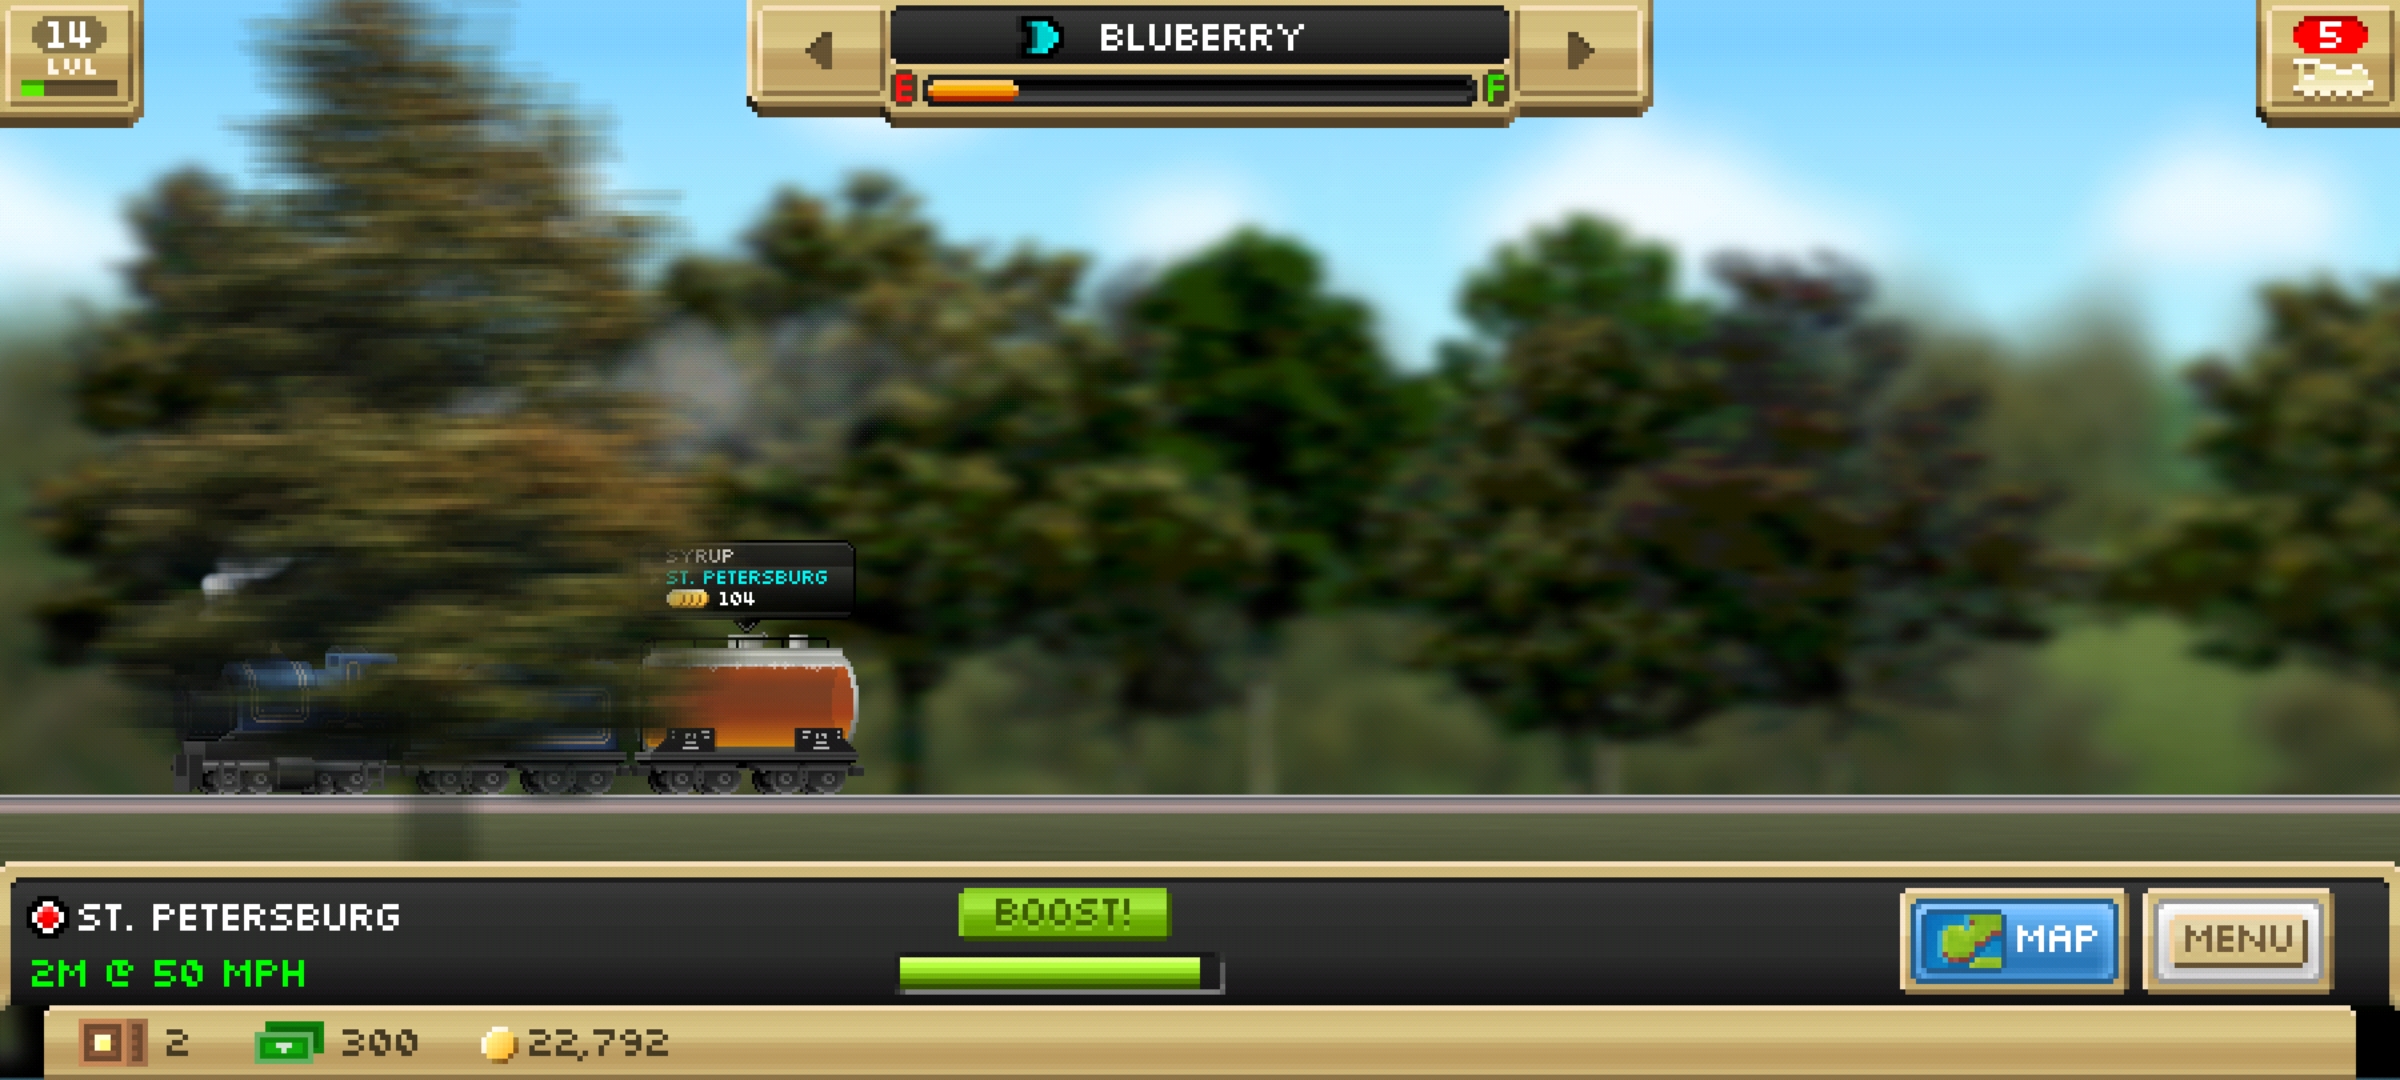 14
LVL
BLUBERRY
E F
5
SYRUP
ST. PETERSBURG
104
ST. PETERSBURG
2M @ 50 MPH
BOOST!
MAP
MENU
2 300 22,792